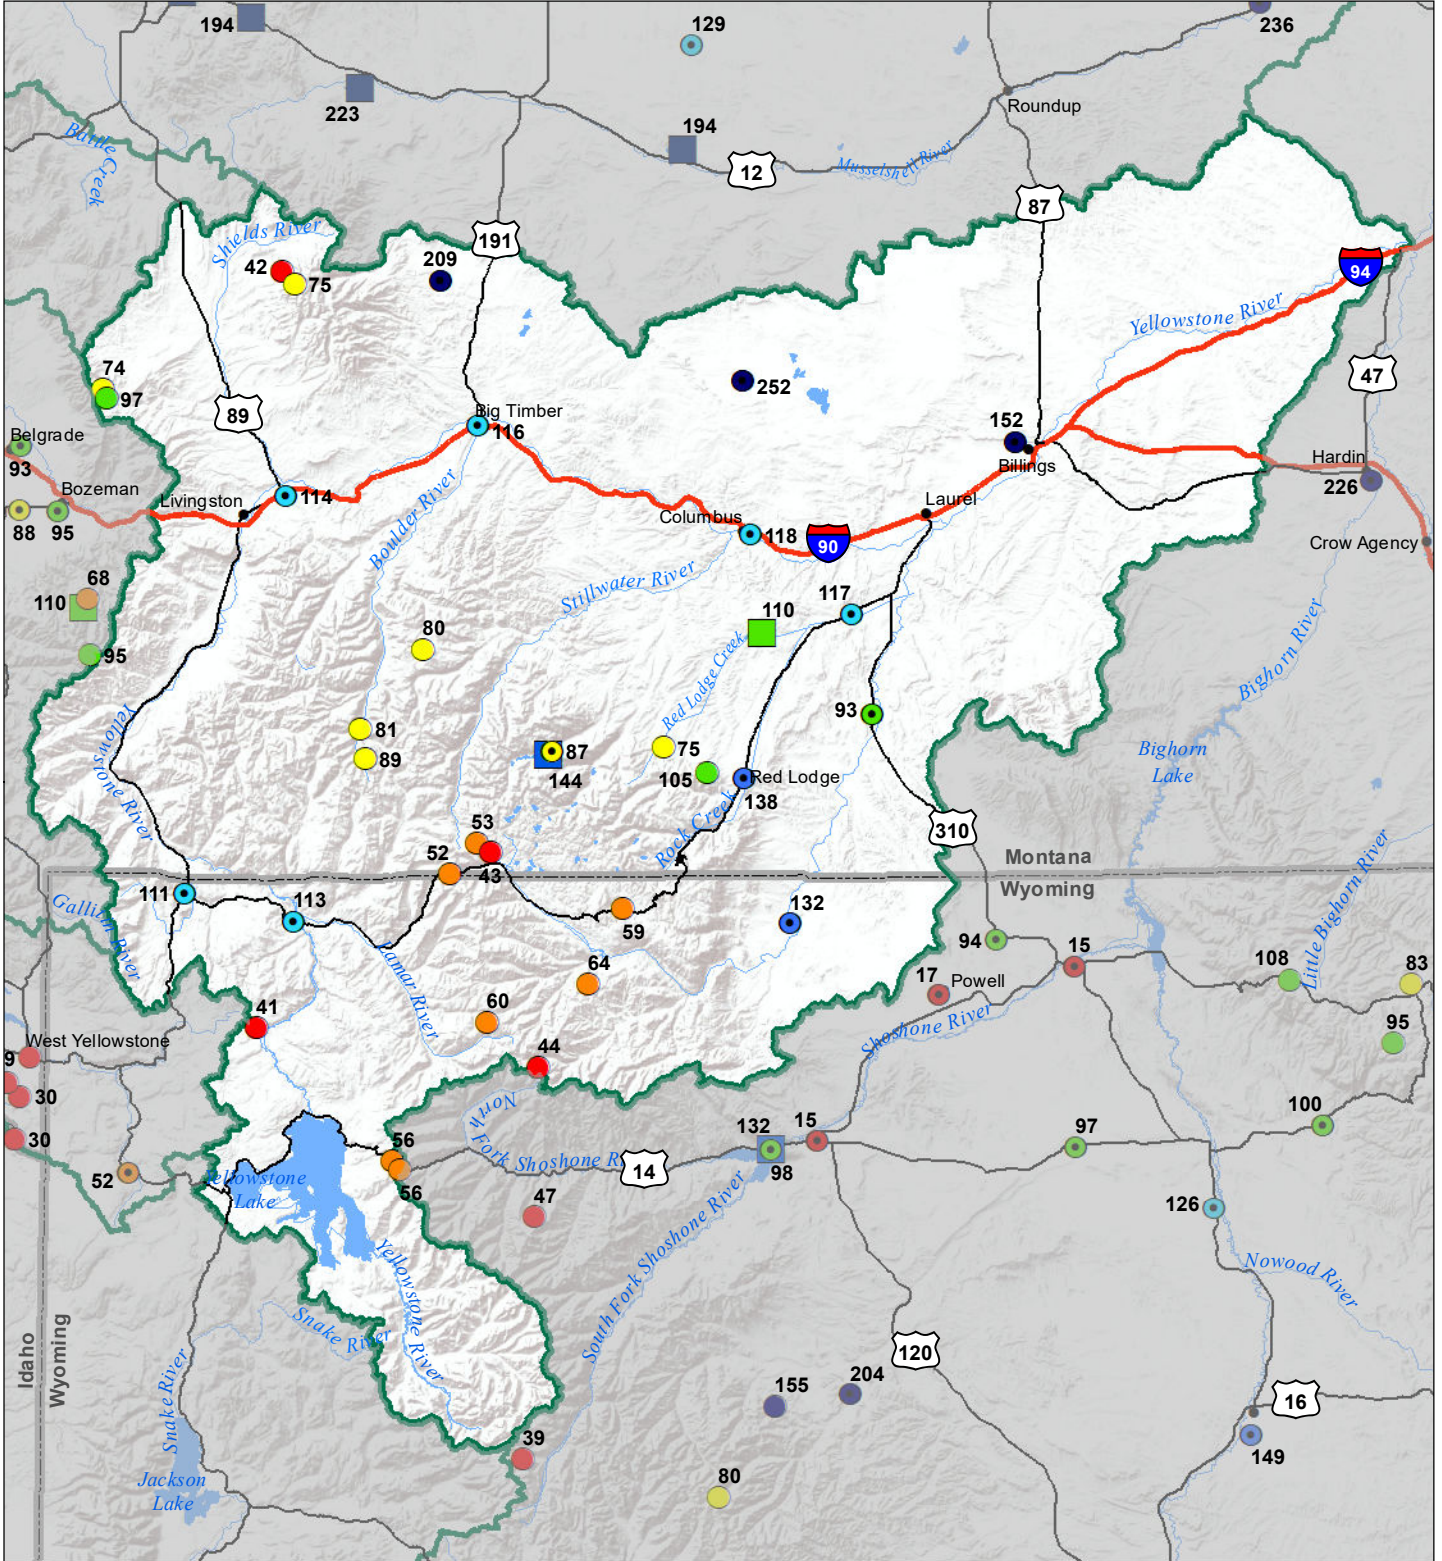 194
129
236
223
Roundup
Battle
Creek
194
12
Musselshell River
87
191
Shields River
42
75
209
94
Yellowstone River
47
74
97
89
252
Big Timber
116
152
Billings
Belgrade
93
Bozeman
88
95
Livingston
114
Boulder River
Columbus
118
90
Laurel
Hardin
226
Crow Agency
68
110
95
Stillwater River
80
110
117
Red Lodge Creek
Bighorn River
Yellowstone River
81
89
87
144
75
105
93
Red Lodge
138
Rock Creek
Bighorn
Lake
310
Montana
Wyoming
Little Bighorn River
53
52
43
111
113
Gallatin River
59
132
Lamar River
64
60
94
15
17
Powell
108
83
95
41
44
Shoshone River
West Yellowstone
9
30
30
North
Fork Shoshone Ri
14
132
98
15
97
100
52
56
56
Yellowstone
Lake
47
126
South Fork Shoshone River
Yellowstone River
Nowood River
Snake River
Snake River
Idaho
Wyoming
120
155
204
16
149
39
80
Jackson
Lake